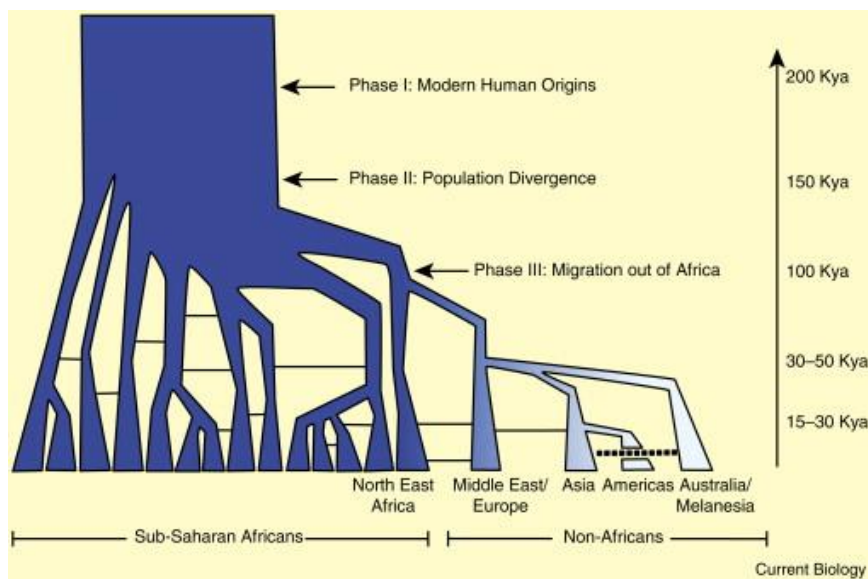 200 Kya
Phase I: Modern Human Origins
Phase II: Population Divergence
150 Kya
Phase III: Migration out of Africa
100 Kya
30–50 Kya
15–30 Kya
North East
Africa
Middle East/
Europe
Asia
Americas
Australia/
Melanesia
Sub-Saharan Africans
Non-Africans
Current Biology